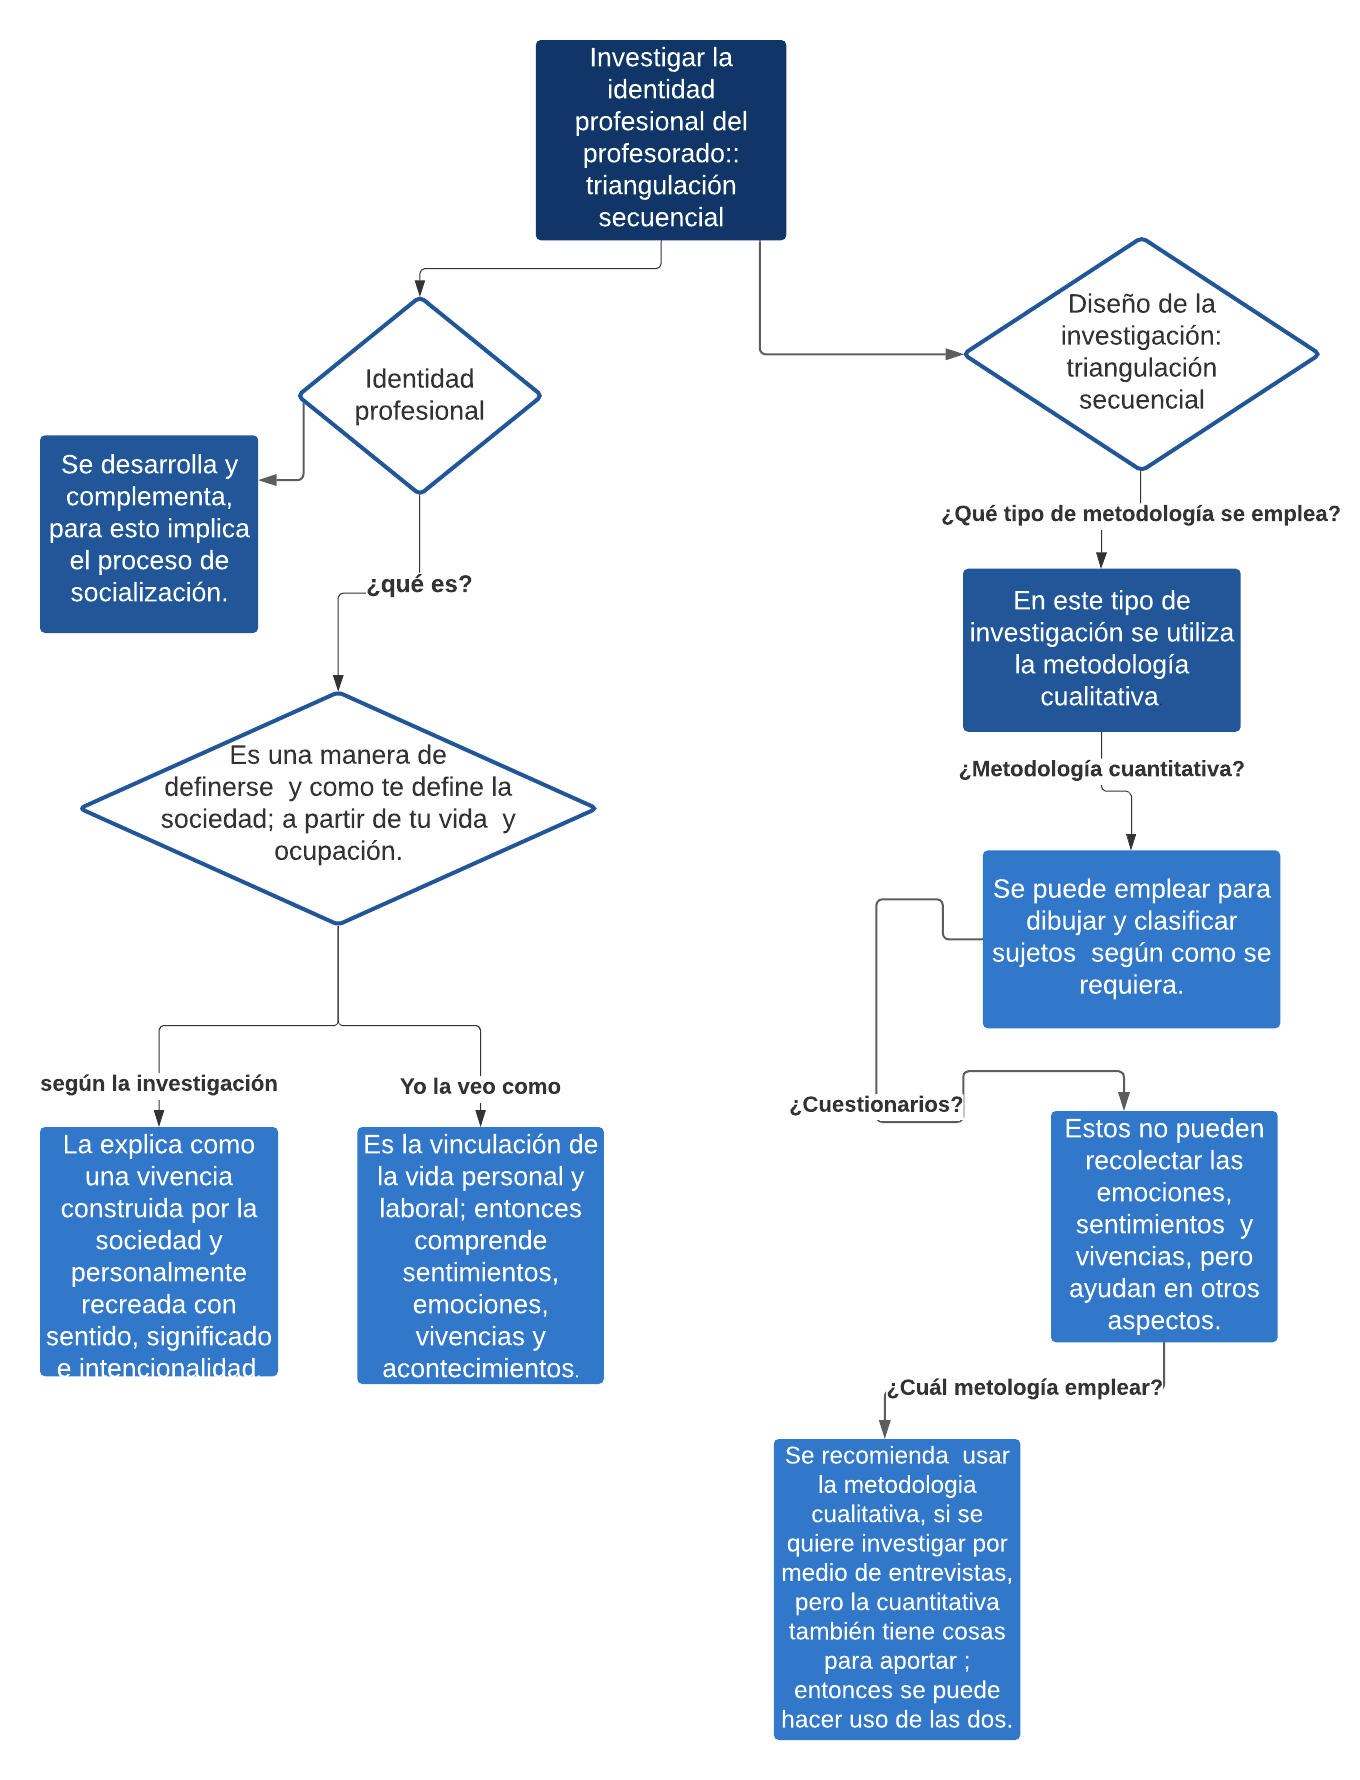 Investigar la
identidad
profesional del
profesorado::
triangulación
secuencial
Identidad
profesional
Diseño de la
investigación:
triangulación
secuencial
Se desarrolla y
complementa,
para esto implica
el proceso de
socialización.
¿qué es?
Es una manera de
definerse y como te define la
sociedad; a partir de tu vida y
ocupación.
según la investigación
La explica como
una vivencia
construida por la
sociedad y
personalmente
recreada con
sentido, significado
e intencionalidad.
Yo la veo como
Es la vinculación de
la vida personal y
laboral; entonces
comprende
sentimientos,
emociones,
vivencias y
acontecimientos.
¿Qué tipo de metodología se emplea?
En este tipo de
investigación se utiliza
la metodología
cualitativa
¿Metodología cuantitativa?
Se puede emplear para
dibujar y clasificar
sujetos según como se
requiera.
¿Cuestionarios?
Estos no pueden
recolectar las
emociones,
sentimientos y
vivencias, pero
ayudan en otros
aspectos.
¿Cuál metología emplear?
Se recomienda usar
la metodologia
cualitativa, si se
quiere investigar por
medio de entrevistas,
pero la cuantitativa
también tiene cosas
para aportar ;
entonces se puede
hacer uso de las dos.